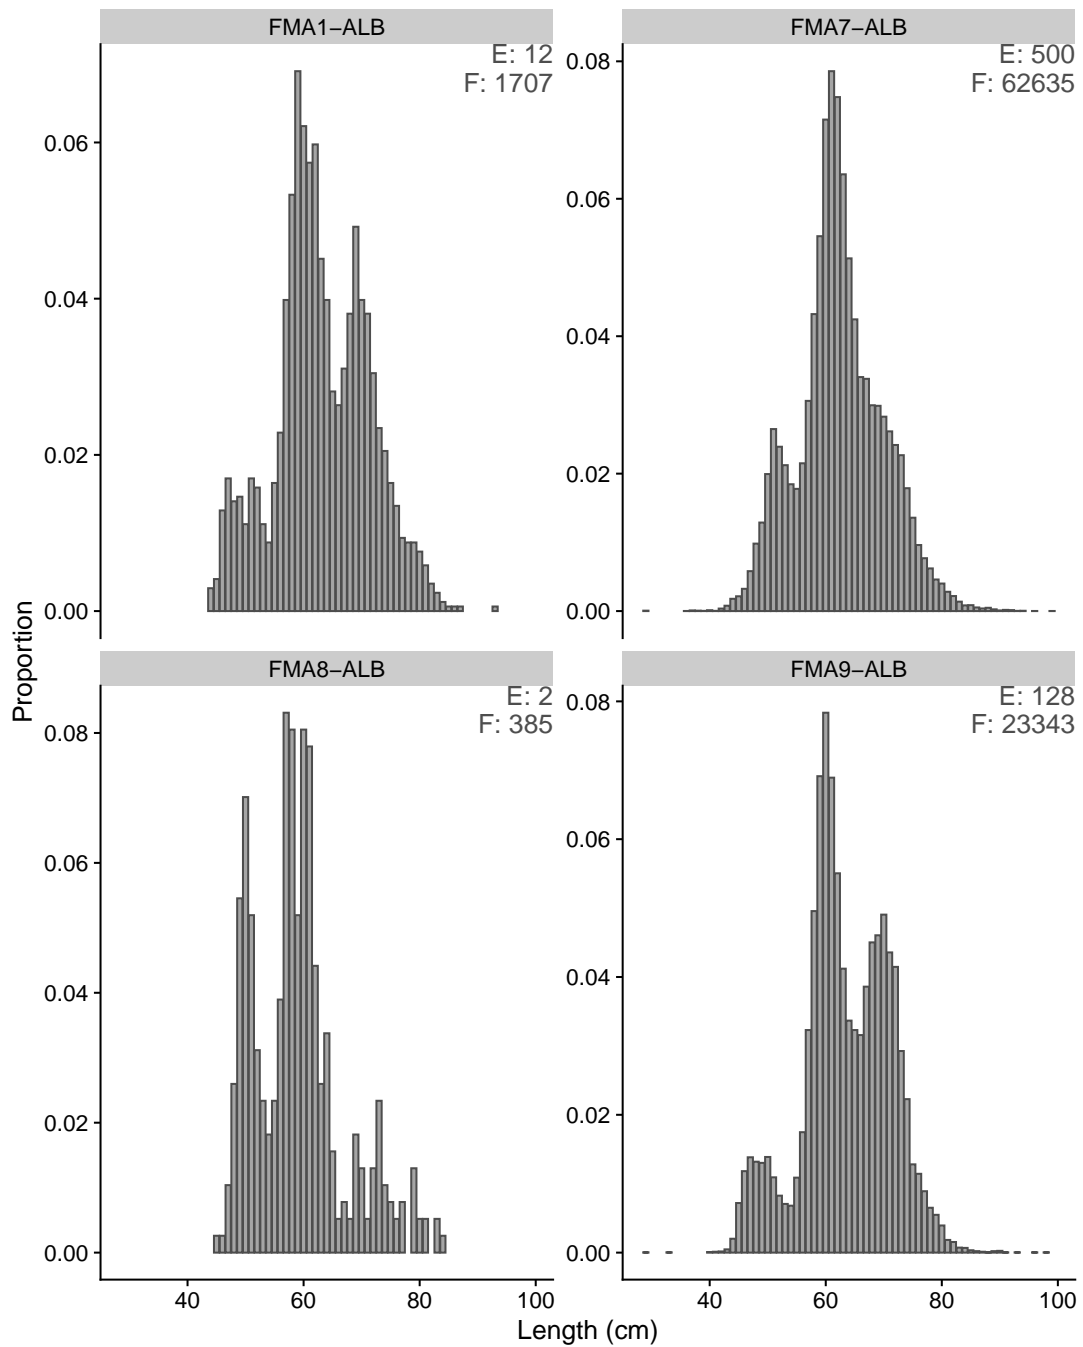 FMA1−ALB
E: 12
F: 1707
0.06
0.04
0.02
0.00
FMA7−ALB
E: 500
F: 62635
0.08
0.06
0.04
0.02
0.00
FMA8−ALB
E: 2
F: 385
0.08
0.06
0.04
0.02
0.00
40 60 80 100
FMA9−ALB
E: 128
F: 23343
0.08
0.06
0.04
0.02
0.00
40 60 80 100
Proportion
Length (cm)